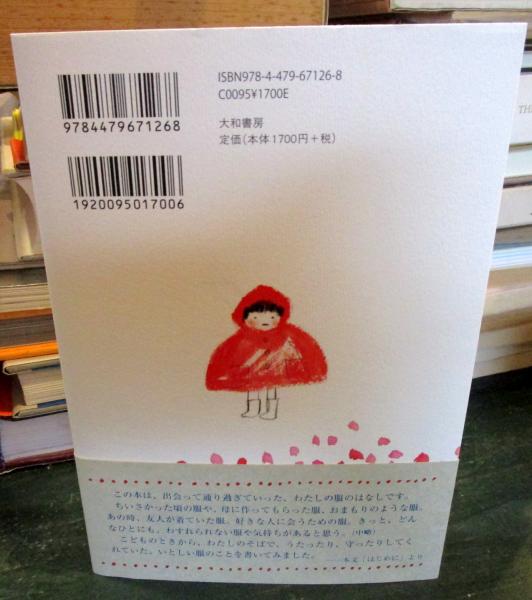 ISBN978-4-479-67126-8
C0095¥1700E
9784479671268
大和書房
定価(本体1700円+税)
1920095017006
この本は、出会って通り過ぎていった、わたしの服のはなしです。
ちいさかった頃の服や、母に作ってもらった服、おまもりのような服。
あの時、友人が着ていた服。好きな人に会うための服。きっと、どん
なひとにも、わすれられない服や気持ちがあると思う。(中略)
こどものときから、わたしのそばで、うたったり、守ったりしてく
れていた、いとしい服のことを書いてみました。
──本文「はじめに」より